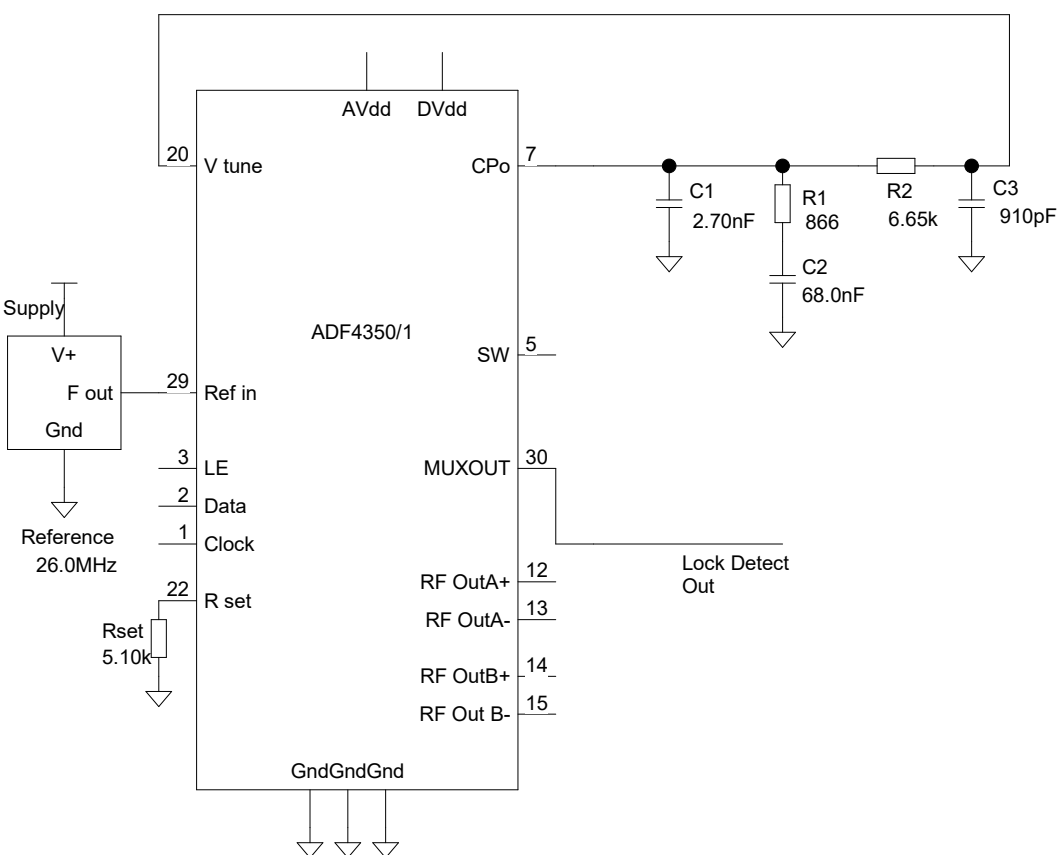 AVdd
DVdd
20
V tune
CPo
7
C1
2.70nF
R1
866
C2
68.0nF
R2
6.65k
C3
910pF
Supply
V+
F out
Gnd
Reference
26.0MHz
ADF4350/1
SW
5
29
Ref in
3
LE
2
Data
1
Clock
22
R set
Rset
5.10k
MUXOUT
30
Lock Detect
Out
RF OutA+
12
RF OutA-
13
RF OutB+
14
RF Out B-
15
GndGndGnd